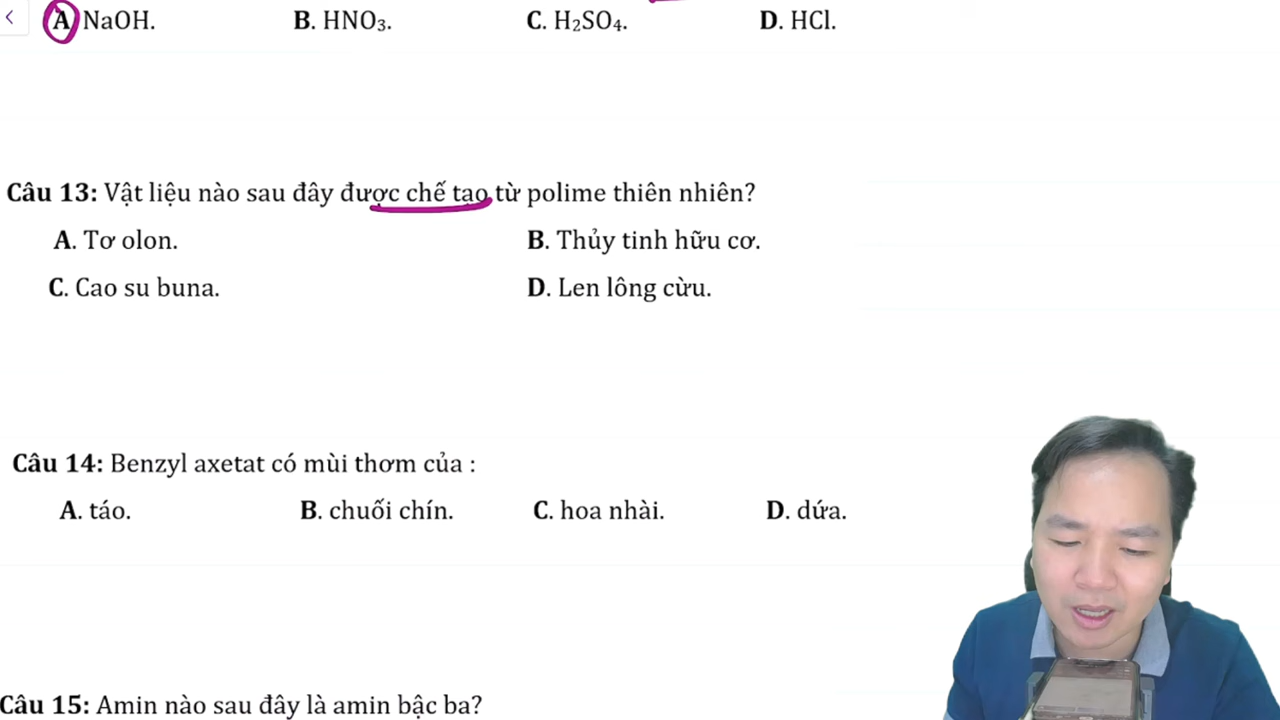 A. NaOH. B. HNO₃. C. H₂SO₄. D. HCl.
Câu 13: Vật liệu nào sau đây được chế tạo từ polime thiên nhiên?
A. Tơ olon. B. Thủy tinh hữu cơ.
C. Cao su buna. D. Len lông cừu.
Câu 14: Benzyl axetat có mùi thơm của :
A. táo. B. chuối chín. C. hoa nhài. D. dứa.
Câu 15: Amin nào sau đây là amin bậc ba?